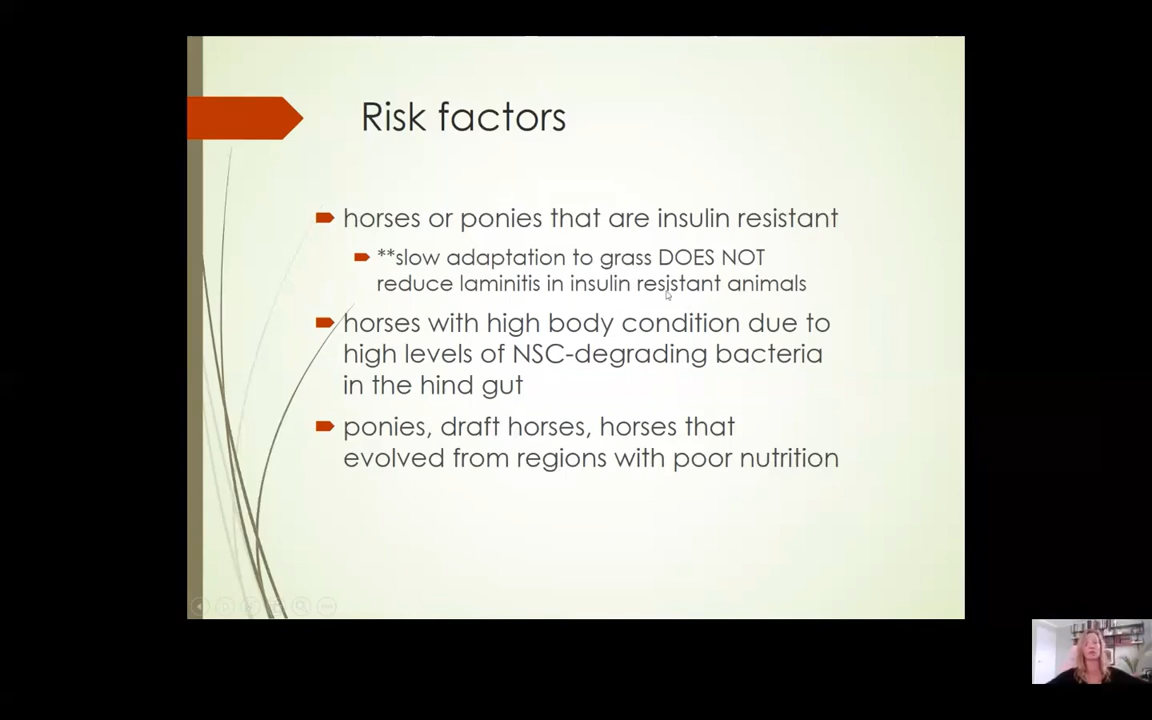 Risk factors
horses or ponies that are insulin resistant
**slow adaptation to grass DOES NOT
reduce laminitis in insulin resistant animals
horses with high body condition due to
high levels of NSC-degrading bacteria
in the hind gut
ponies, draft horses, horses that
evolved from regions with poor nutrition